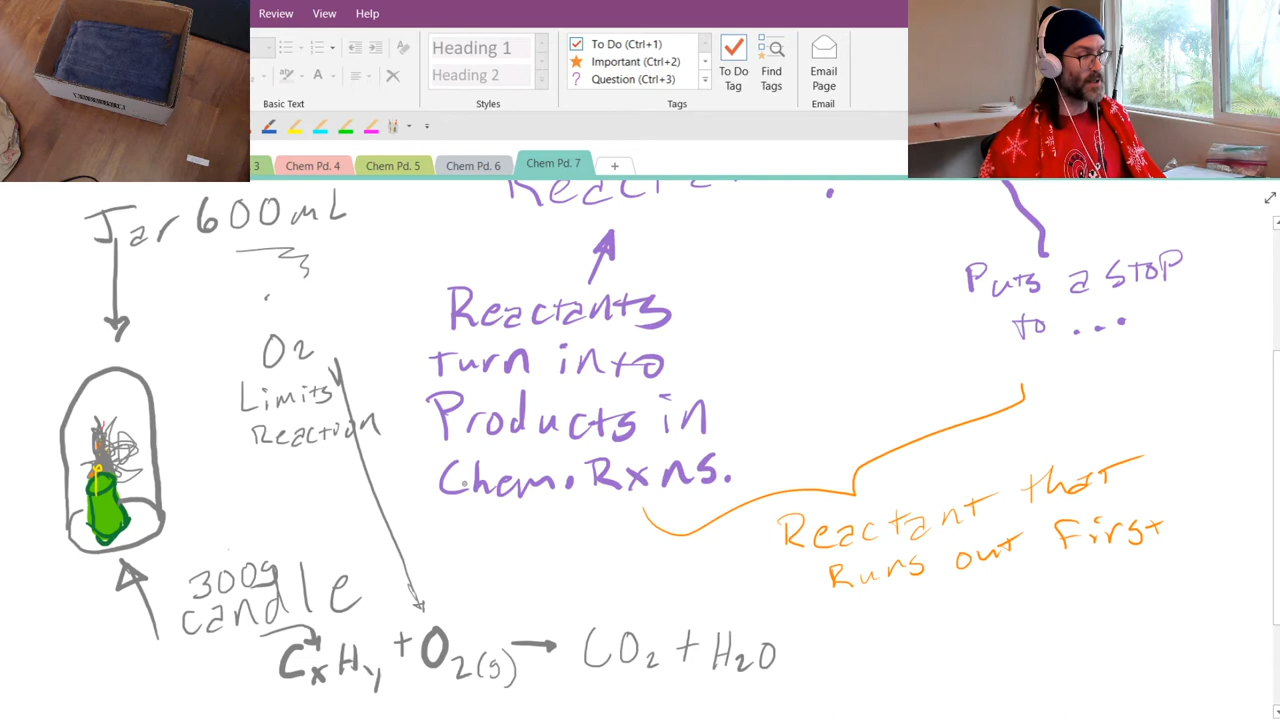 Review View Help
Heading 1
Heading 2
To Do (Ctrl+1)
Important (Ctrl+2)
Question (Ctrl+3)
To Do
Tag
Find
Tags
Email
Page
Basic Text
Styles
Tags
Email
3 Chem Pd. 4 Chem Pd. 5 Chem Pd. 6 Chem Pd. 7 +
Jar 600mL
O2
Limits
Reaction
Reactants
turn into
Products in
Chem. Rxns.
Puts a stop
to ...
Reactant that
Runs out First
300g
candle
CxHy + O2(g) → CO2 + H2O